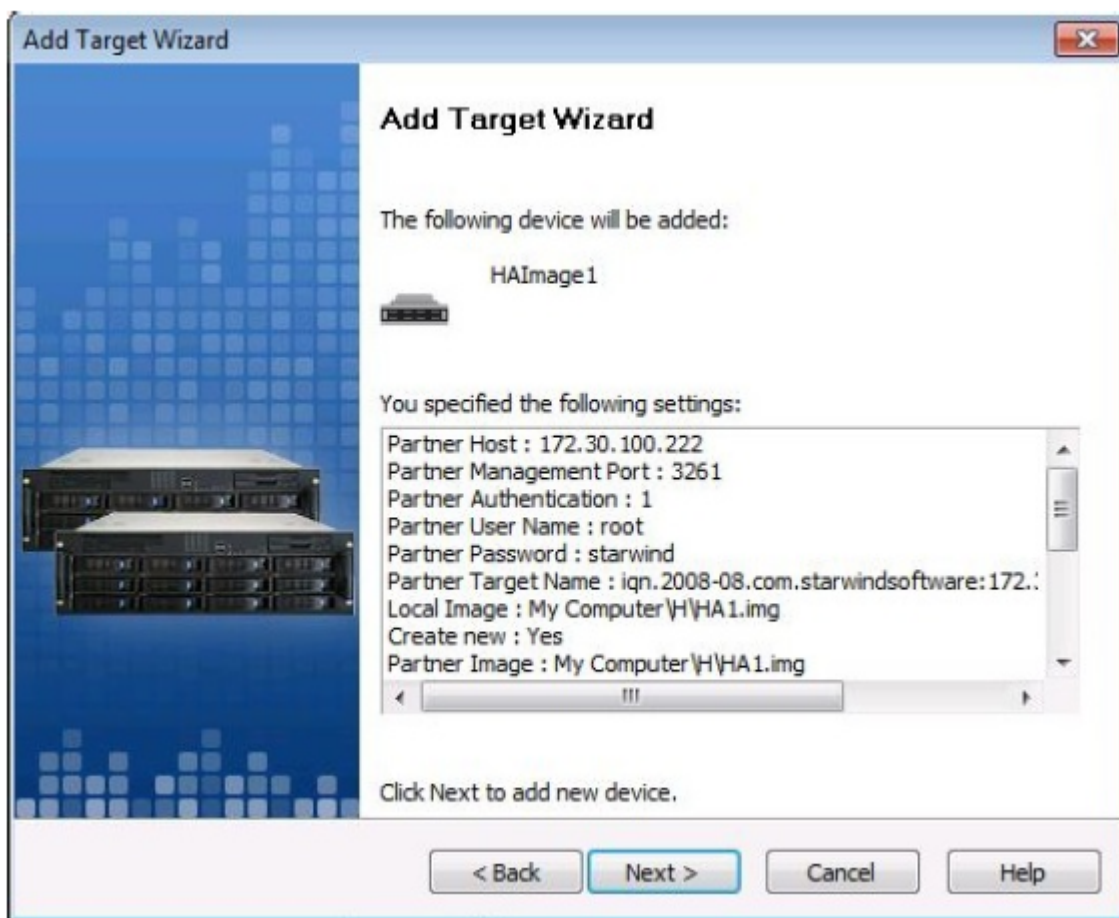 Add Target Wizard
Add Target Wizard
The following device will be added:
HAImage1
You specified the following settings:
Partner Host : 172.30.100.222
Partner Management Port : 3261
Partner Authentication : 1
Partner User Name : root
Partner Password : starwind
Partner Target Name : iqn.2008-08.com.starwindsoftware:172.
Local Image : My Computer\H\HA1.img
Create new : Yes
Partner Image : My Computer\H\HA1.img
Click Next to add new device.
< Back Next > Cancel Help